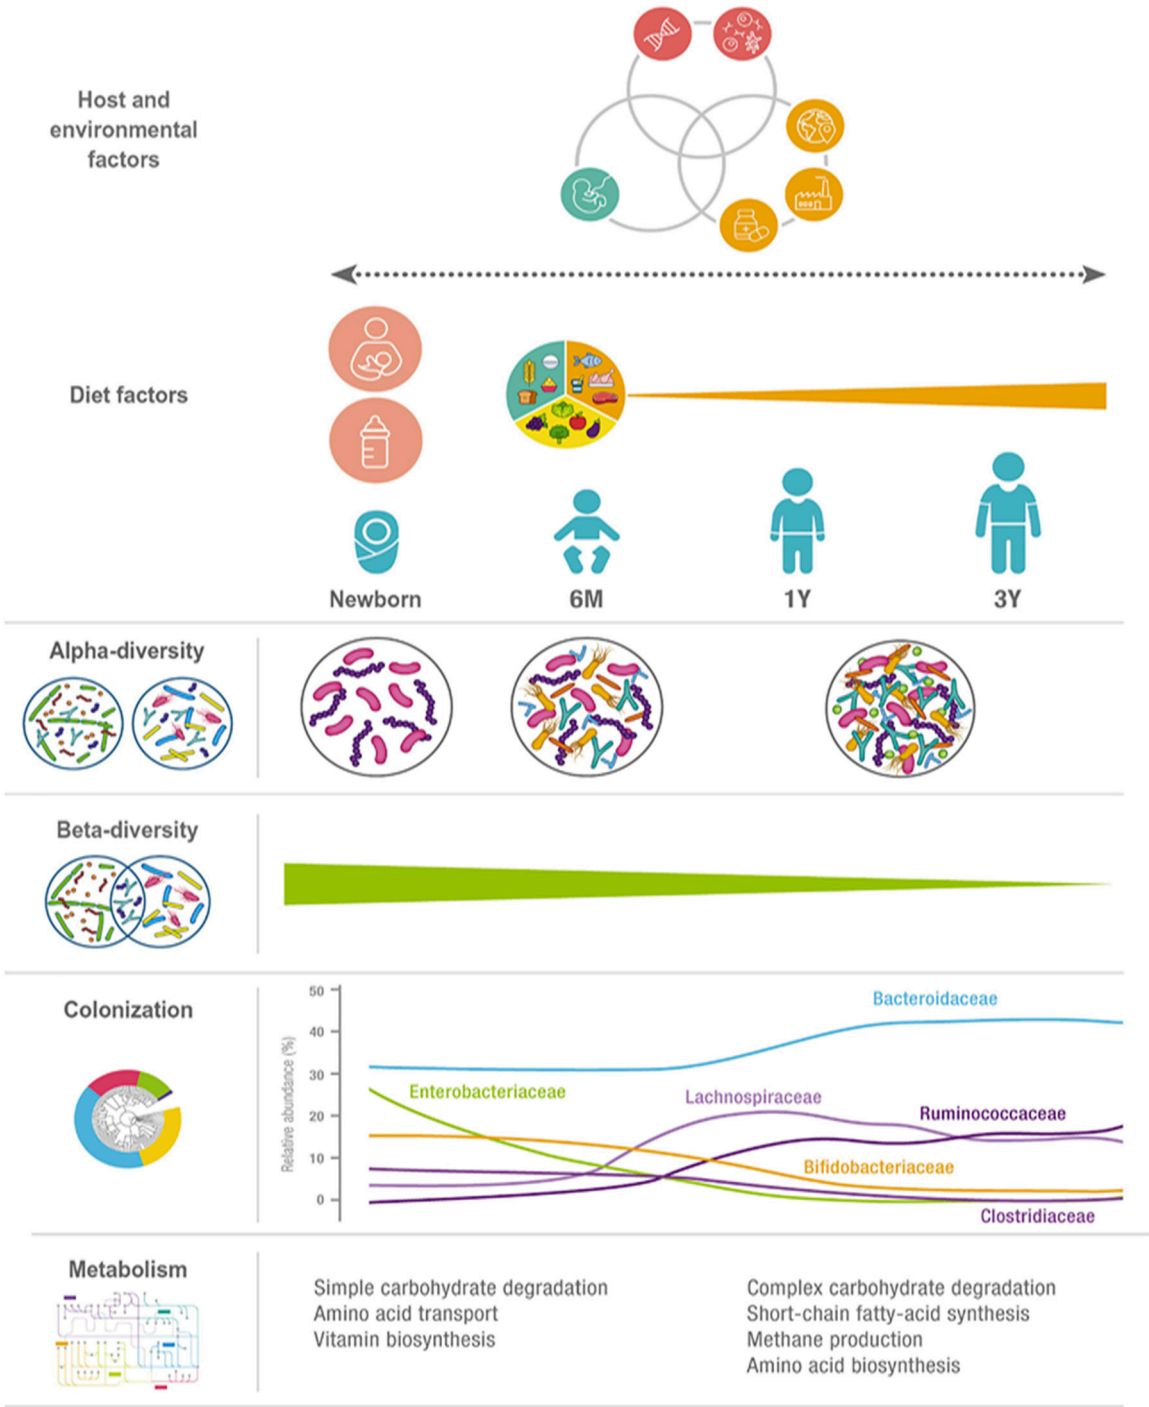 Host and
environmental
factors
Diet factors
Newborn
6M
1Y
3Y
Alpha-diversity
Beta-diversity
Colonization
Relative abundance (%)
50
40
30
20
10
0
Bacteroidaceae
Enterobacteriaceae
Lachnospiraceae
Ruminococcaceae
Bifidobacteriaceae
Clostridiaceae
Metabolism
Simple carbohydrate degradation
Amino acid transport
Vitamin biosynthesis
Complex carbohydrate degradation
Short-chain fatty-acid synthesis
Methane production
Amino acid biosynthesis